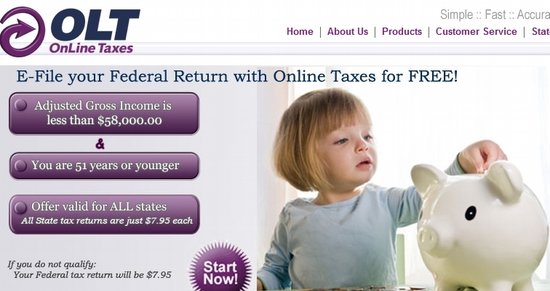 OLT
OnLine Taxes
Simple :: Fast :: Accura
Home | About Us | Products | Customer Service | State
E-File your Federal Return with Online Taxes for FREE!
Adjusted Gross Income is
less than $58,000.00
&
You are 51 years or younger
Offer valid for ALL states
All State tax returns are just $7.95 each
If you do not qualify:
Your Federal tax return will be $7.95
Start
Now!